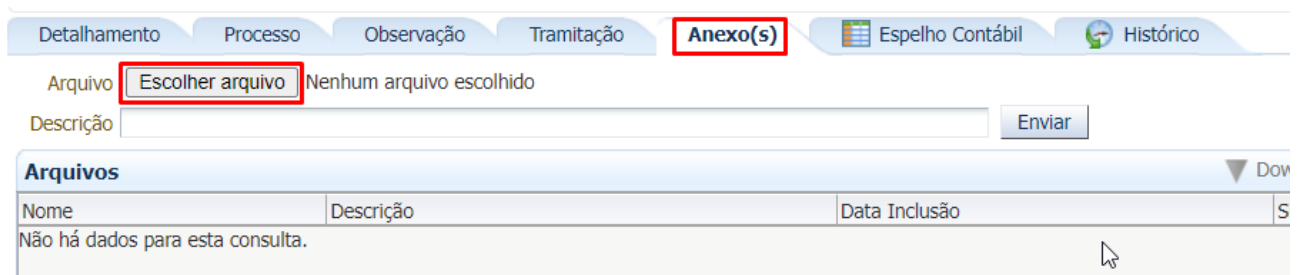 Detalhamento Processo Observação Tramitação Anexo(s) Espelho Contábil Histórico
Arquivo Escolher arquivo Nenhum arquivo escolhido
Descrição Enviar
Arquivos
Nome Descrição Data Inclusão
Não há dados para esta consulta.